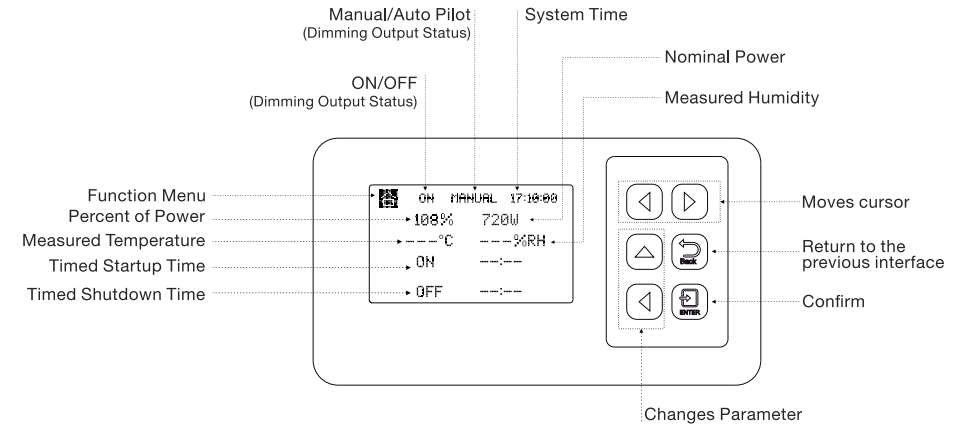 Manual/Auto Pilot
(Dimming Output Status)
System Time
Nominal Power
ON/OFF
(Dimming Output Status)
Measured Humidity
Function Menu
Percent of Power
Measured Temperature
Timed Startup Time
Timed Shutdown Time
ON MANUAL 17:10:00
108% 720W
---°C ---%RH
ON --:--
OFF --:--
Back
ENTER
Moves cursor
Return to the
previous interface
Confirm
Changes Parameter